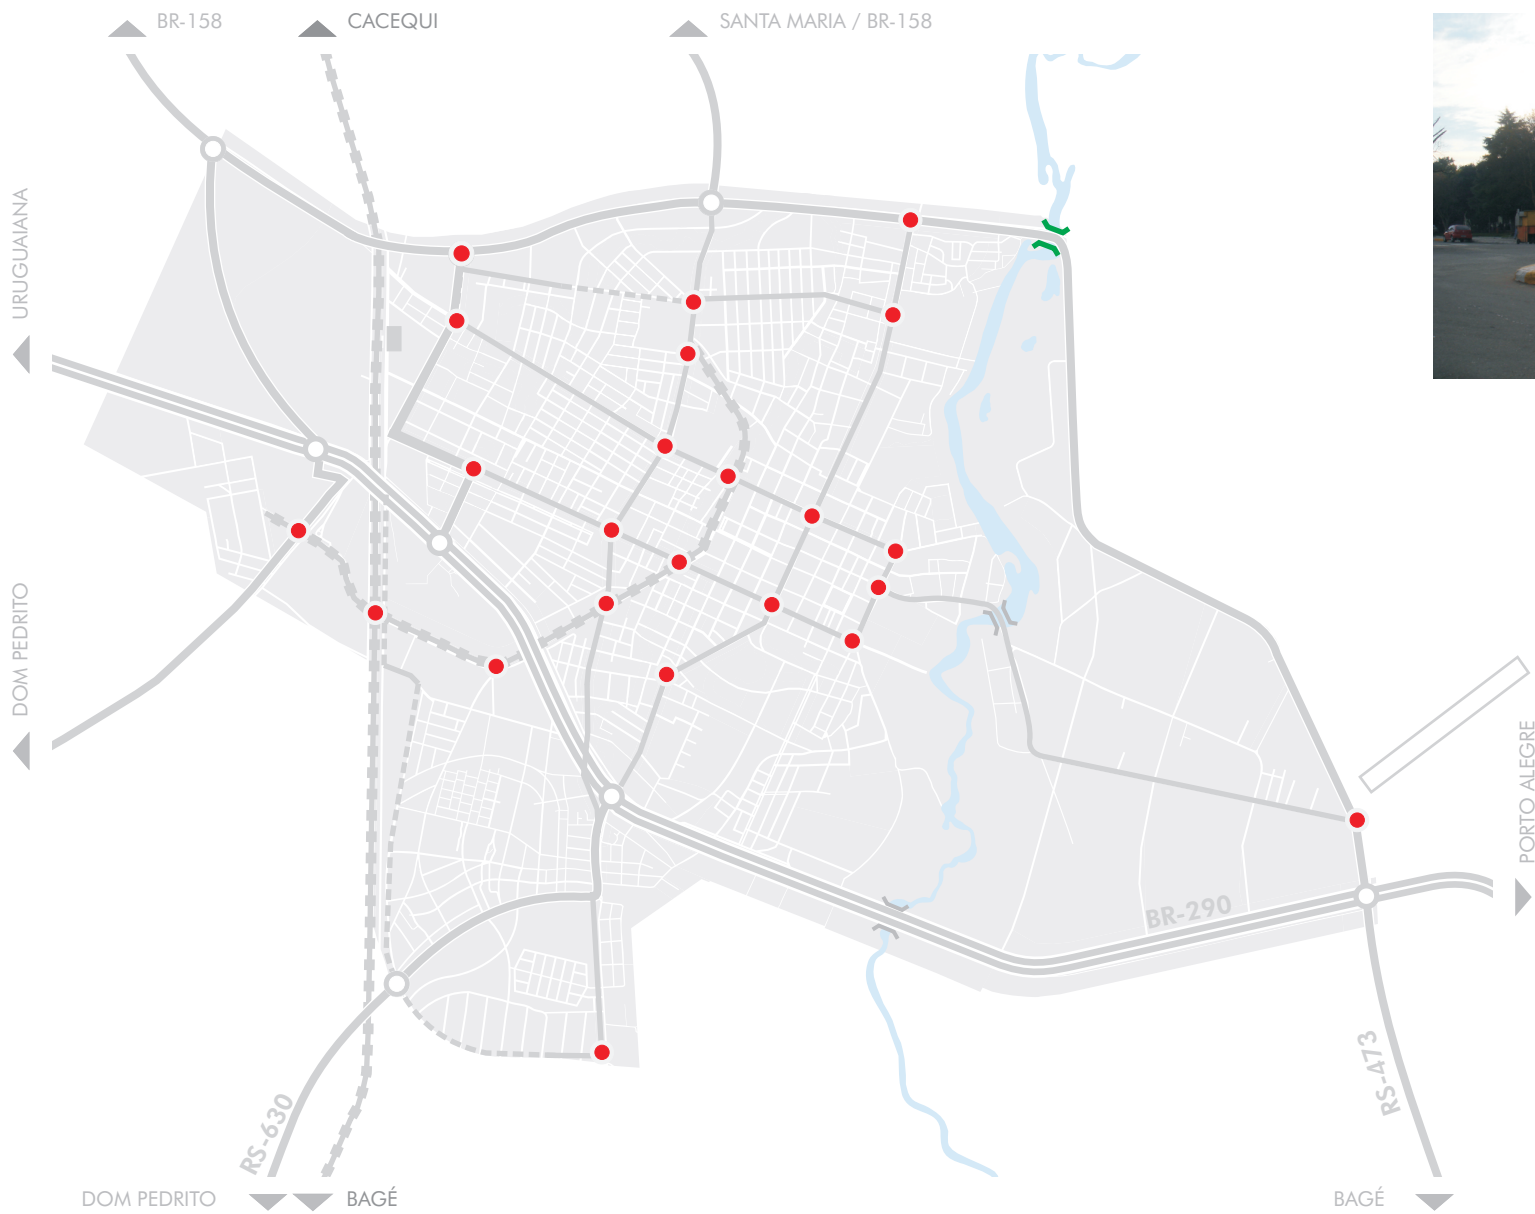 BR-158
CACEQUI
SANTA MARIA / BR-158
URUGUAIANA
DOM PEDRITO
PORTO ALEGRE
BR-290
RS-473
RS-630
DOM PEDRITO
BAGÉ
BAGÉ